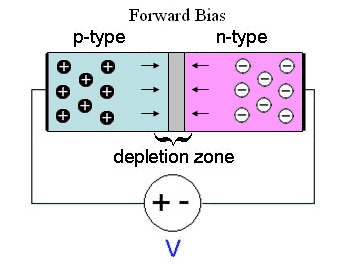 Forward Bias
p-type n-type
+ + + + + + + +
− − − − − − − −
depletion zone
+ -
V